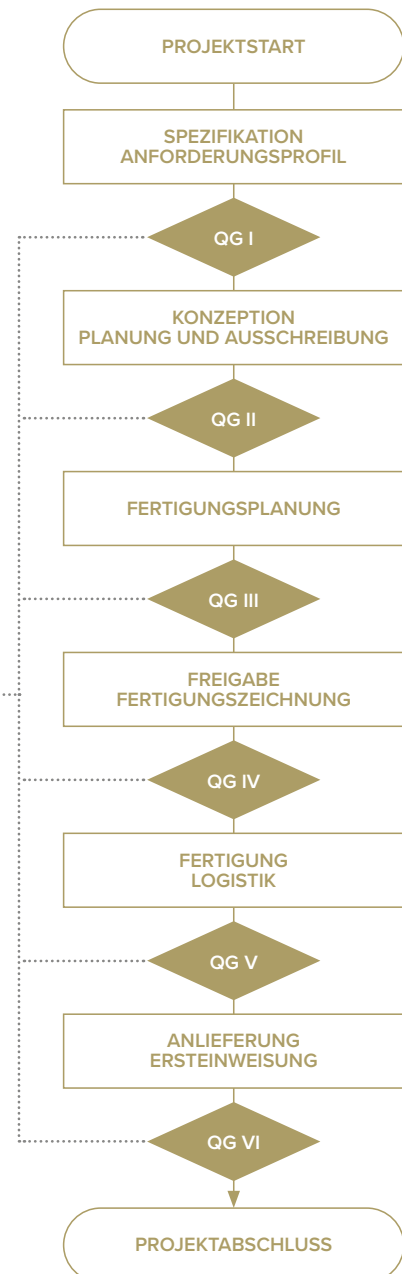 PROJEKTSTART
SPEZIFIKATION
ANFORDERUNGSPROFIL
QG I
KONZEPTION
PLANUNG UND AUSSCHREIBUNG
QG II
FERTIGUNGSPLANUNG
QG III
FREIGABE
FERTIGUNGSZEICHNUNG
QG IV
FERTIGUNG
LOGISTIK
QG V
ANLIEFERUNG
ERSTEINWEISUNG
QG VI
PROJEKTABSCHLUSS